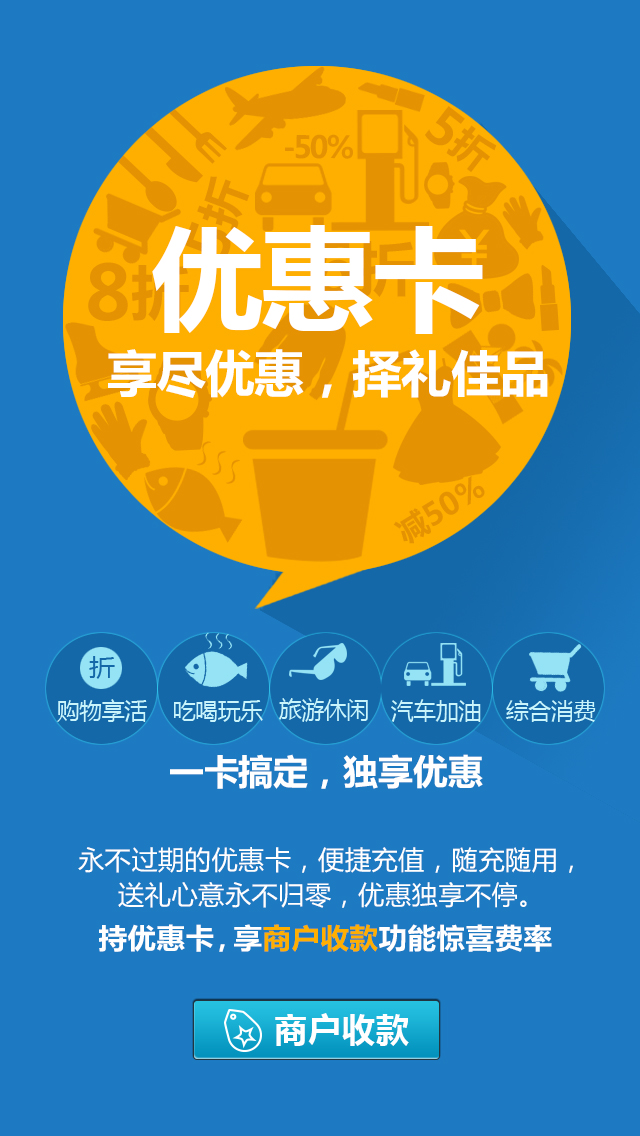 -50%
5折
折
8折
折
优惠卡
享尽优惠，择礼佳品
减50%
折
购物享活
吃喝玩乐
旅游休闲
汽车加油
综合消费
一卡搞定，独享优惠
永不过期的优惠卡，便捷充值，随充随用，
送礼心意永不归零，优惠独享不停。
持优惠卡，享商户收款功能惊喜费率
商户收款